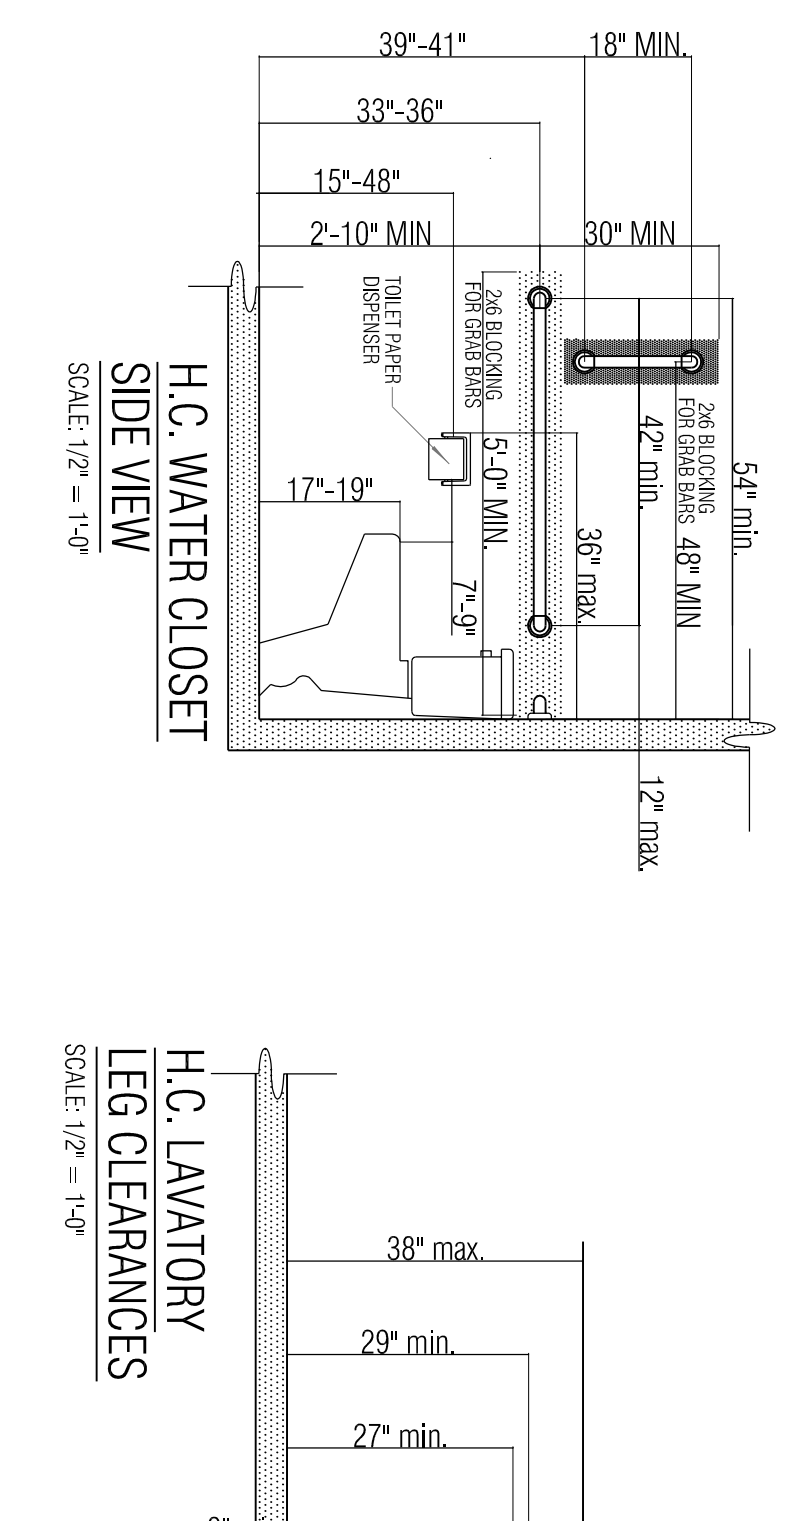 39"-41"
18" MIN.
33"-36"
15"-48"
2'-10" MIN
30" MIN
TOILET PAPER
DISPENSER
2x6 BLOCKING
FOR GRAB BARS
2x6 BLOCKING
FOR GRAB BARS
42" min.
54" min.
5'-0" MIN.
48" MIN
36" max.
17"-19"
7"-9"
12" max.
H.C. WATER CLOSET
SIDE VIEW
SCALE: 1/2" = 1'-0"
H.C. LAVATORY
LEG CLEARANCES
SCALE: 1/2" = 1'-0"
38" max.
29" min.
27" min.